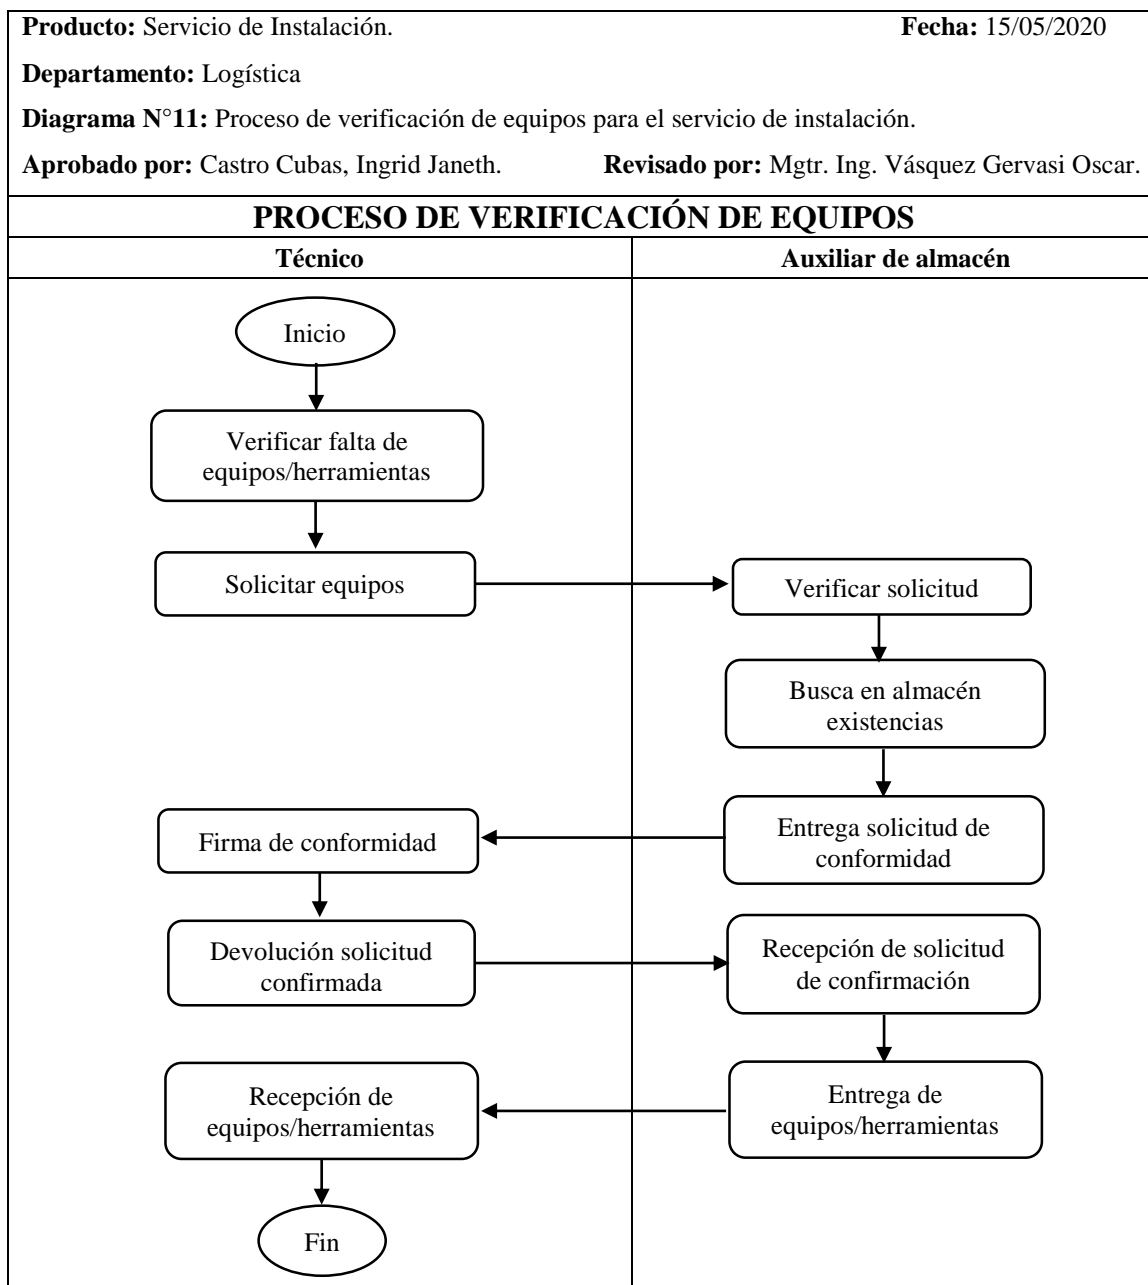 Producto: Servicio de Instalación. Fecha: 15/05/2020
Departamento: Logística
Diagrama N°11: Proceso de verificación de equipos para el servicio de instalación.
Aprobado por: Castro Cubas, Ingrid Janeth. Revisado por: Mgtr. Ing. Vásquez Gervasi Oscar.
PROCESO DE VERIFICACIÓN DE EQUIPOS
Técnico
Auxiliar de almacén
Inicio
Verificar falta de
equipos/herramientas
Solicitar equipos
Verificar solicitud
Busca en almacén
existencias
Entrega solicitud de
conformidad
Firma de conformidad
Devolución solicitud
confirmada
Recepción de solicitud
de confirmación
Entrega de
equipos/herramientas
Recepción de
equipos/herramientas
Fin